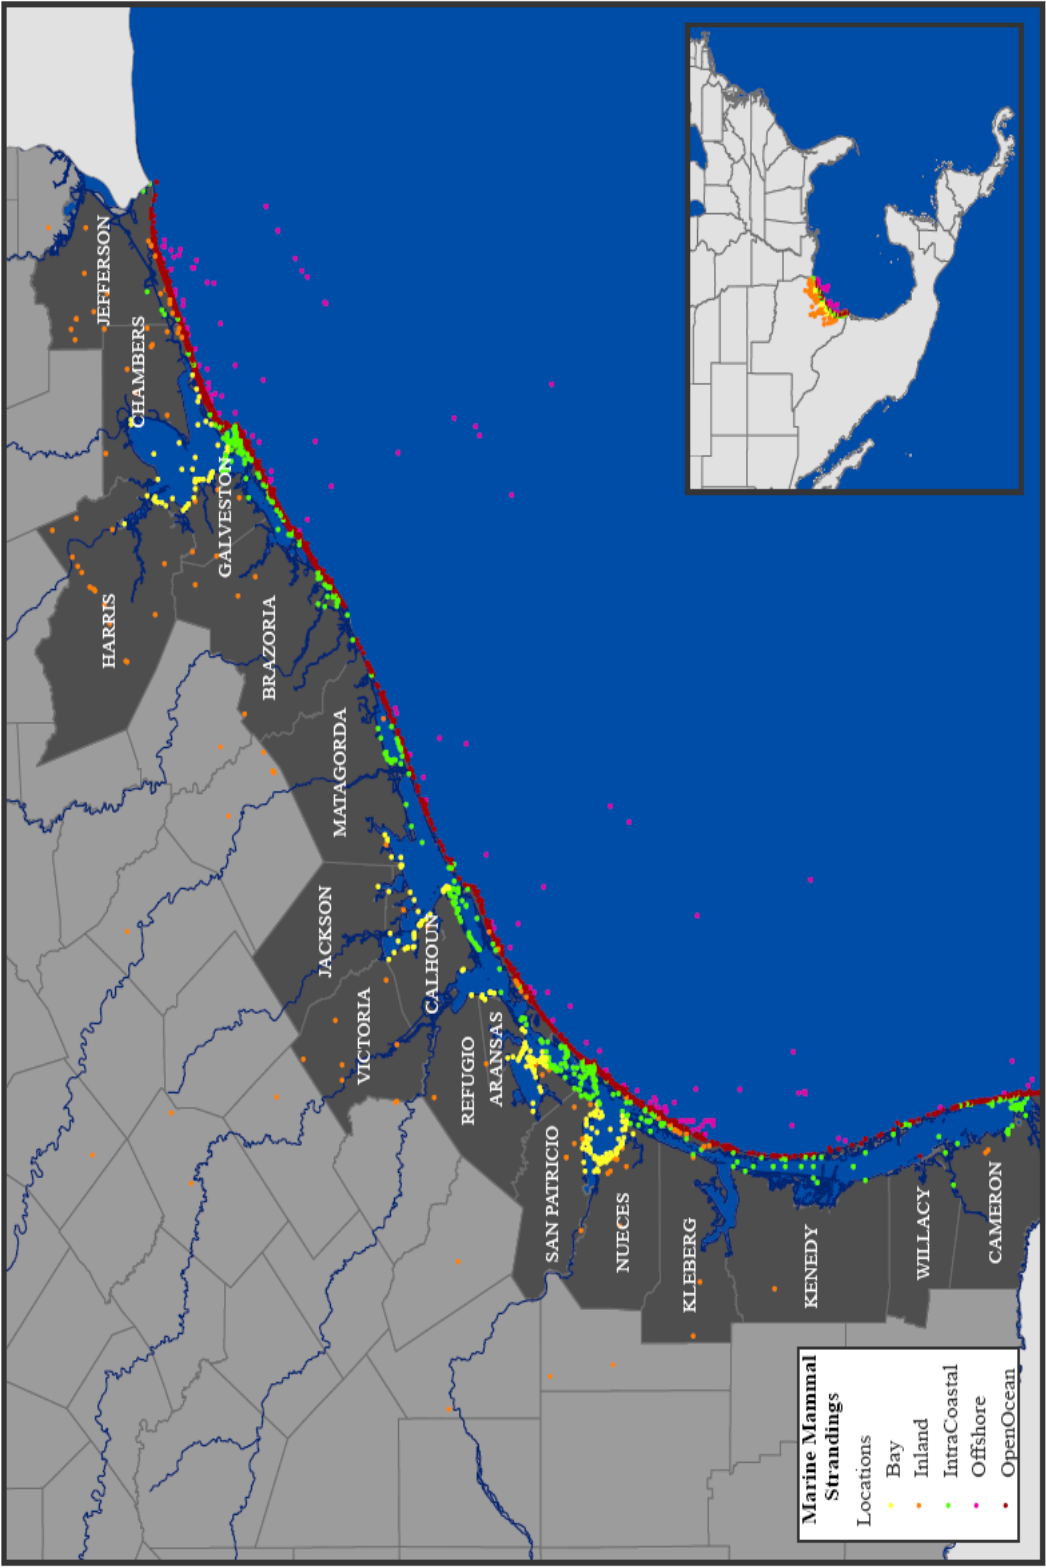 JEFFERSON
CHAMBERS
HARRIS
GALVESTON
BRAZORIA
MATAGORDA
JACKSON
VICTORIA
CALHOUN
REFUGIO
ARANSAS
SAN PATRICIO
NUECES
KLEBERG
KENEDY
WILLACY
CAMERON
Marine Mammal
Strandings
Locations
Bay
Inland
IntraCoastal
Offshore
OpenOcean